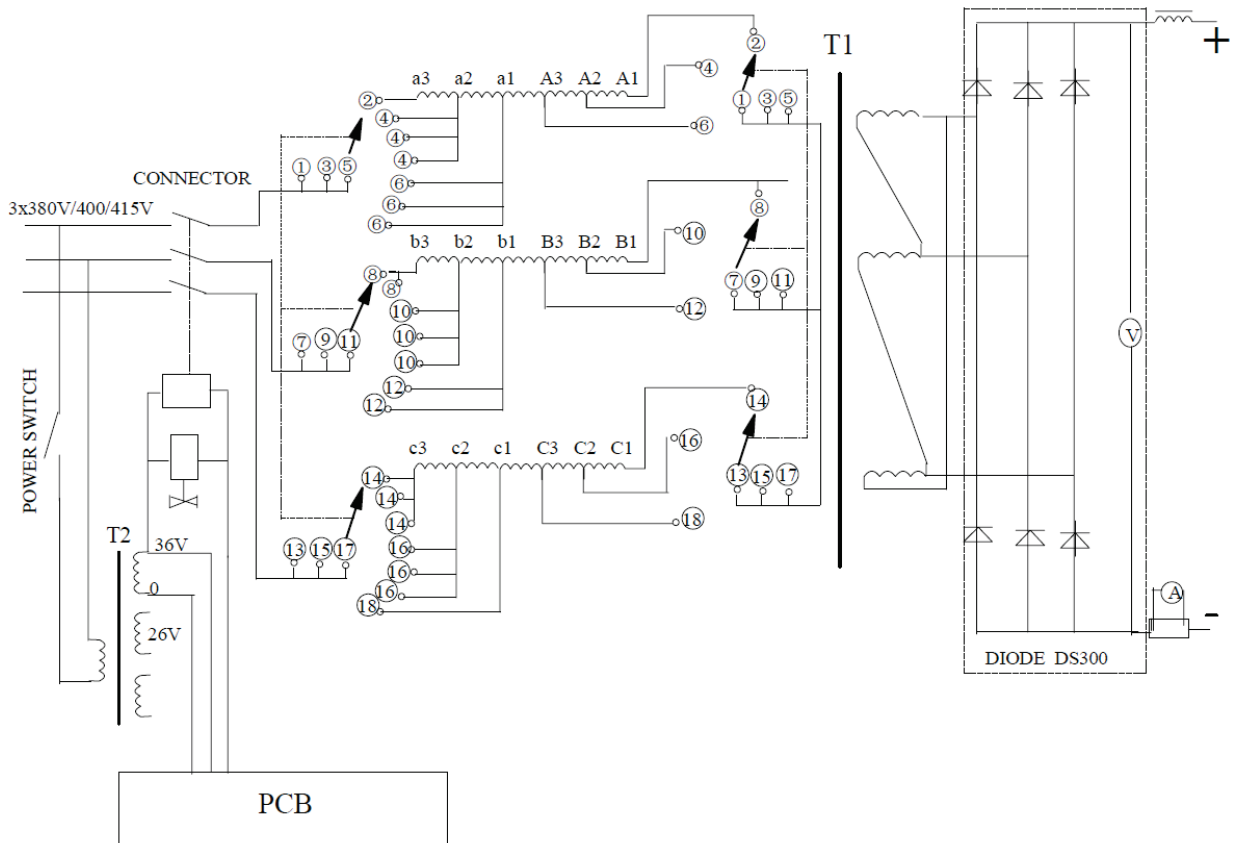 T1
+
② 
④
⑥
① ③ ⑤
a3 a2 a1 A3 A2 A1
②
④
④
④
⑥
⑥
⑥
① ③ ⑤
CONNECTOR
3x380V/400/415V
b3 b2 b1 B3 B2 B1
⑧
⑩
⑫
⑦ ⑨ ⑪
⑧
⑧
⑩
⑩
⑩
⑫
⑫
⑦ ⑨ ⑪
V
POWER SWITCH
c3 c2 c1 C3 C2 C1
⑭
⑯
⑱
⑬ ⑮ ⑰
⑭
⑭
⑭
⑯
⑯
⑯
⑱
⑬ ⑮ ⑰
T2
36V
0
26V
A
-
DIODE DS300
PCB